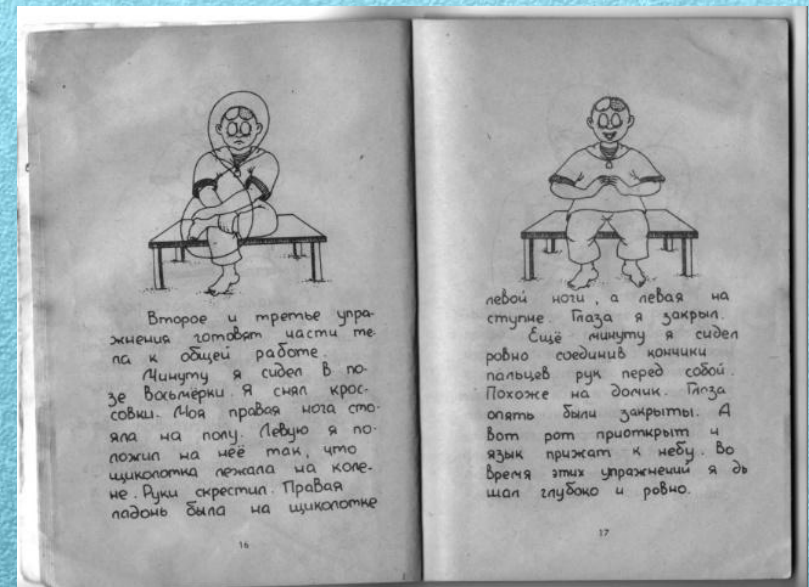 Второе и третье упра-
жнения готовят части те-
ла к общей работе.
Минуту я сидел в по-
зе Восьмёрки. Я снял крос-
совки. Моя правая нога сто-
яла на полу. Левую я по-
ложил на неё так, что
щиколотка лежала на коле-
не. Руки скрестил. Правая
ладонь была на щиколотке
16
левой ноги, а левая на
ступне. Глаза я закрыл.
Ещё минуту я сидел
ровно соединив кончики
пальцев рук перед собой.
Похоже на домик. Глаза
опять были закрыты. А
вот рот приоткрыт и
язык прижат к небу. Во
время этих упражнений я ды
шал глубоко и ровно.
17